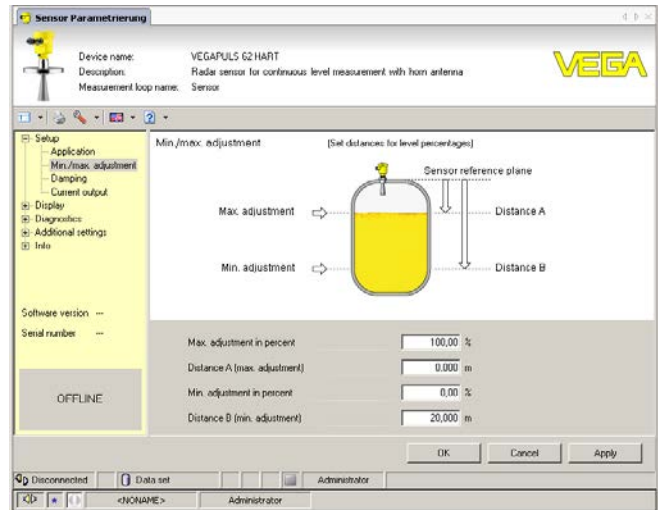 Sensor Parametrierung
Device name: VEGAPULS 62 HART
Description: Radar sensor for continuous level measurement with horn antenna
Measurement loop name: Sensor
VEGA
Setup
Application
Min./max. adjustment
Damping
Current output
Display
Diagnostics
Additional settings
Info
Software version ---
Serial number ---
OFFLINE
Min./max. adjustment (Set distances for level percentages)
Sensor reference plane
Max. adjustment Distance A
Min. adjustment Distance B
Max. adjustment in percent 100,00 %
Distance A (max. adjustment) 0,000 m
Min. adjustment in percent 0,00 %
Distance B (min. adjustment) 20,000 m
OK Cancel Apply
Disconnected Data set Administrator
<NONAME> Administrator